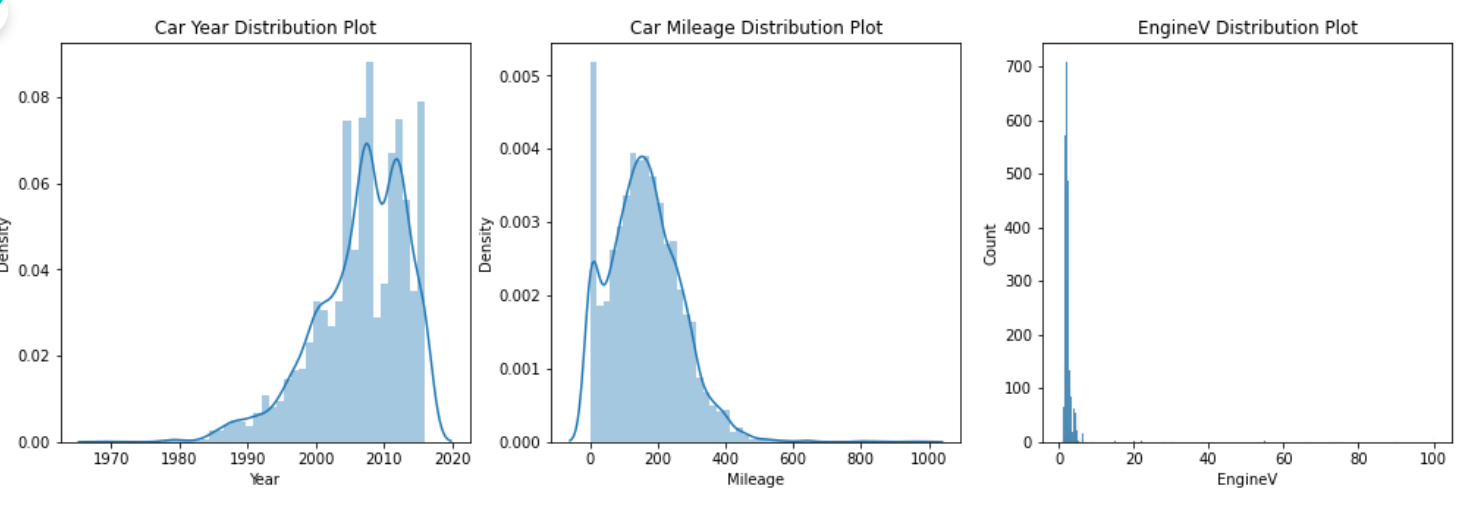 Car Year Distribution Plot
Density
0.00
0.02
0.04
0.06
0.08
1970 1980 1990 2000 2010 2020
Year
Car Mileage Distribution Plot
Density
0.005
0.004
0.003
0.002
0.001
0.000
0 200 400 600 800 1000
Mileage
EngineV Distribution Plot
Count
700
600
500
400
300
200
100
0
0 20 40 60 80 100
EngineV